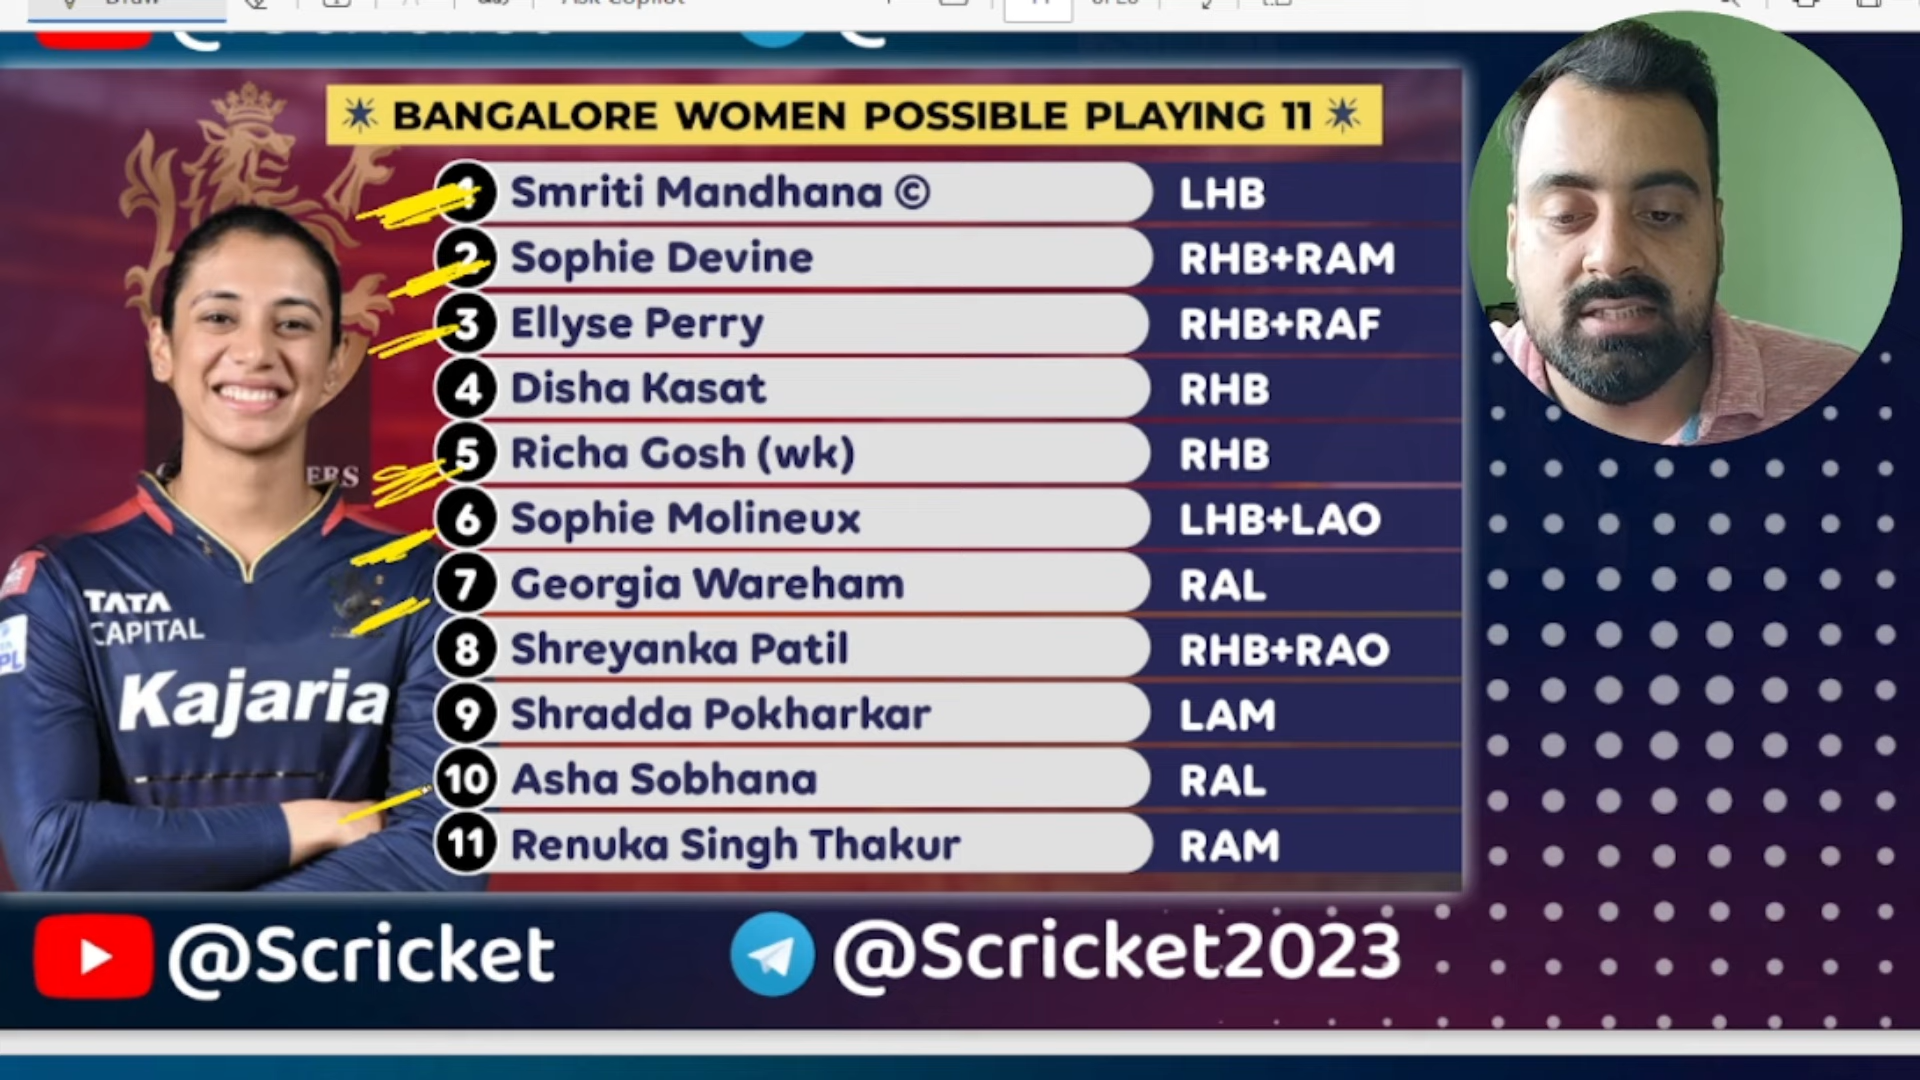 BANGALORE WOMEN POSSIBLE PLAYING 11
1 Smriti Mandhana © LHB
2 Sophie Devine RHB+RAM
3 Ellyse Perry RHB+RAF
4 Disha Kasat RHB
5 Richa Gosh (wk) RHB
6 Sophie Molineux LHB+LAO
7 Georgia Wareham RAL
8 Shreyanka Patil RHB+RAO
9 Shradda Pokharkar LAM
10 Asha Sobhana RAL
11 Renuka Singh Thakur RAM
ERS
TATA
CAPITAL
Kajaria
@Scricket
@Scricket2023